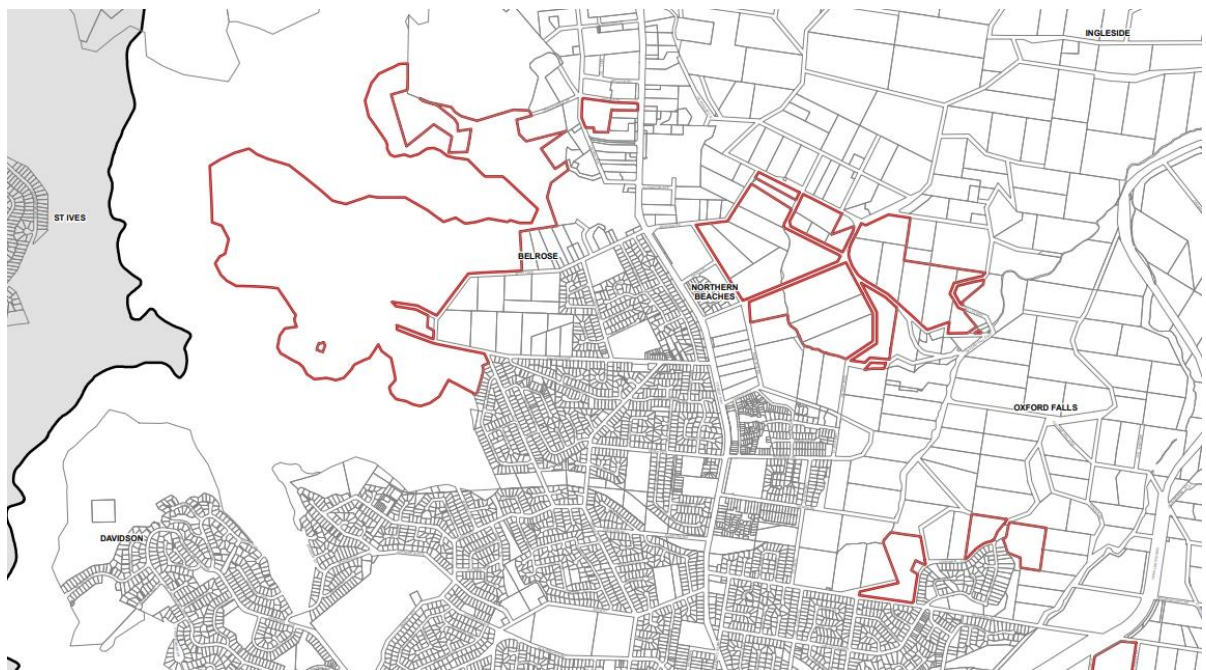 INGLESIDE
ST IVES
BELROSE
NORTHERN
BEACHES
OXFORD FALLS
DAVIDSON